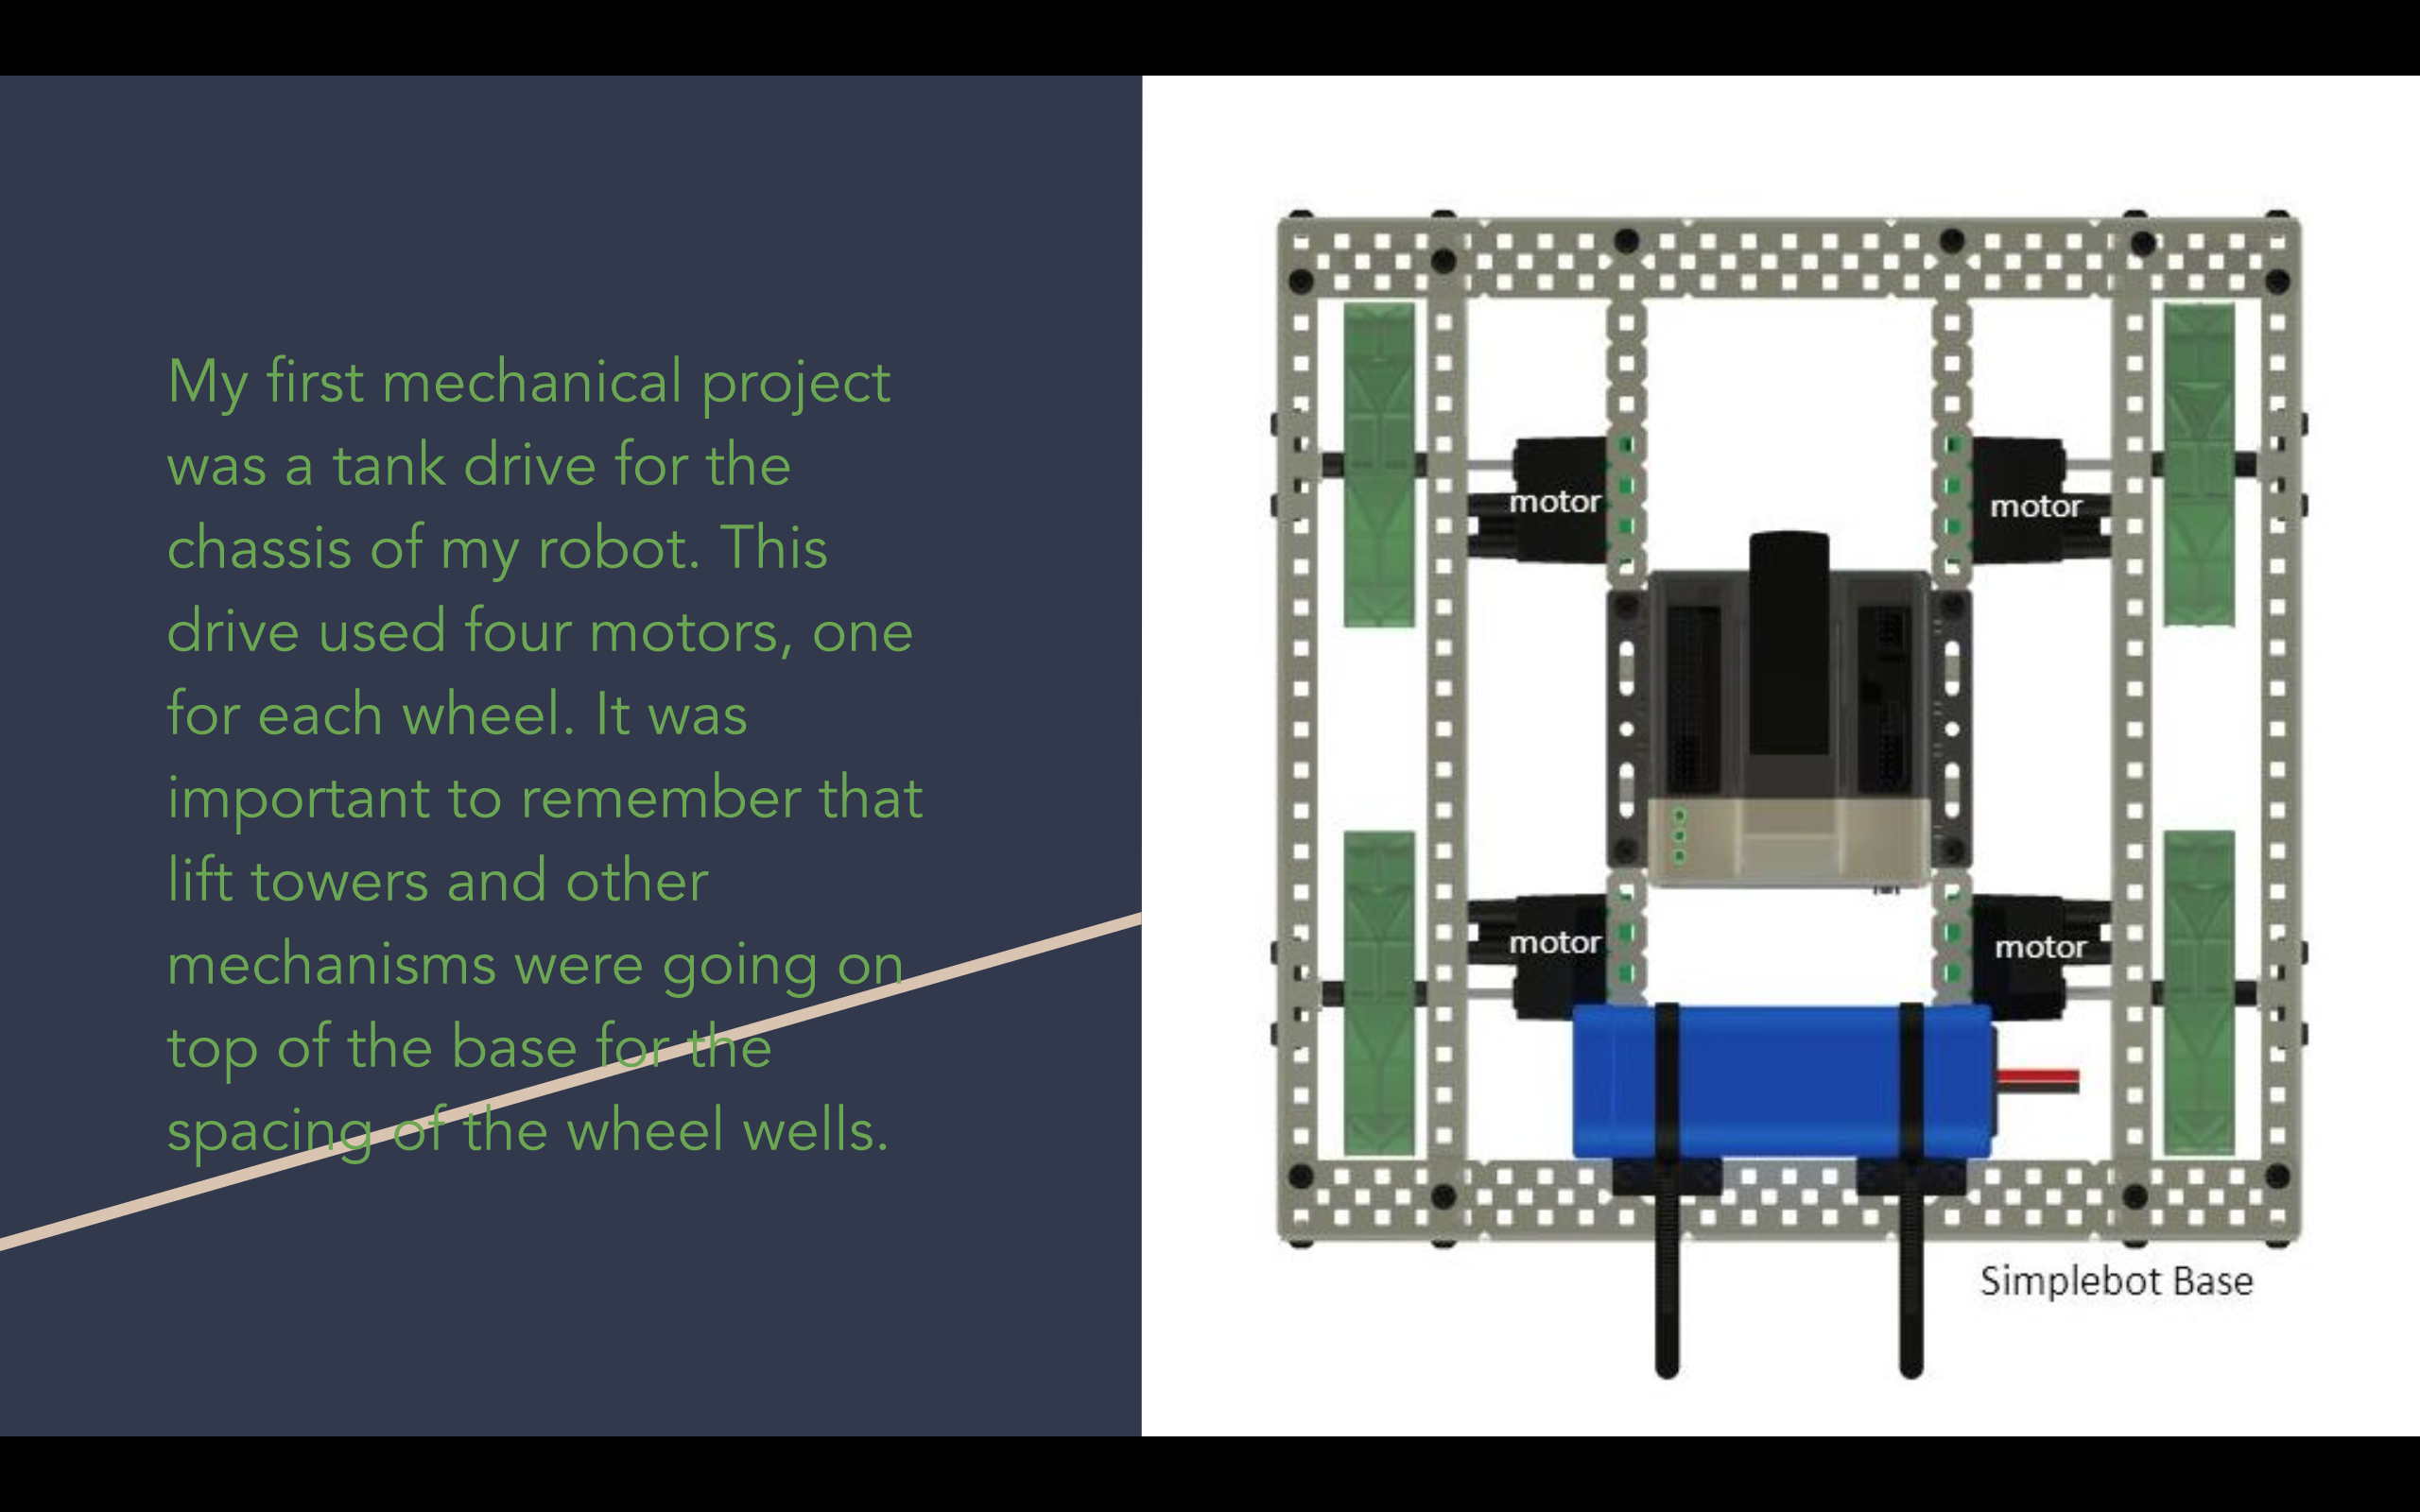 My first mechanical project
was a tank drive for the
chassis of my robot. This
drive used four motors, one
for each wheel. It was
important to remember that
lift towers and other
mechanisms were going on
top of the base for the
spacing of the wheel wells.
motor
motor
motor
motor
Simplebot Base